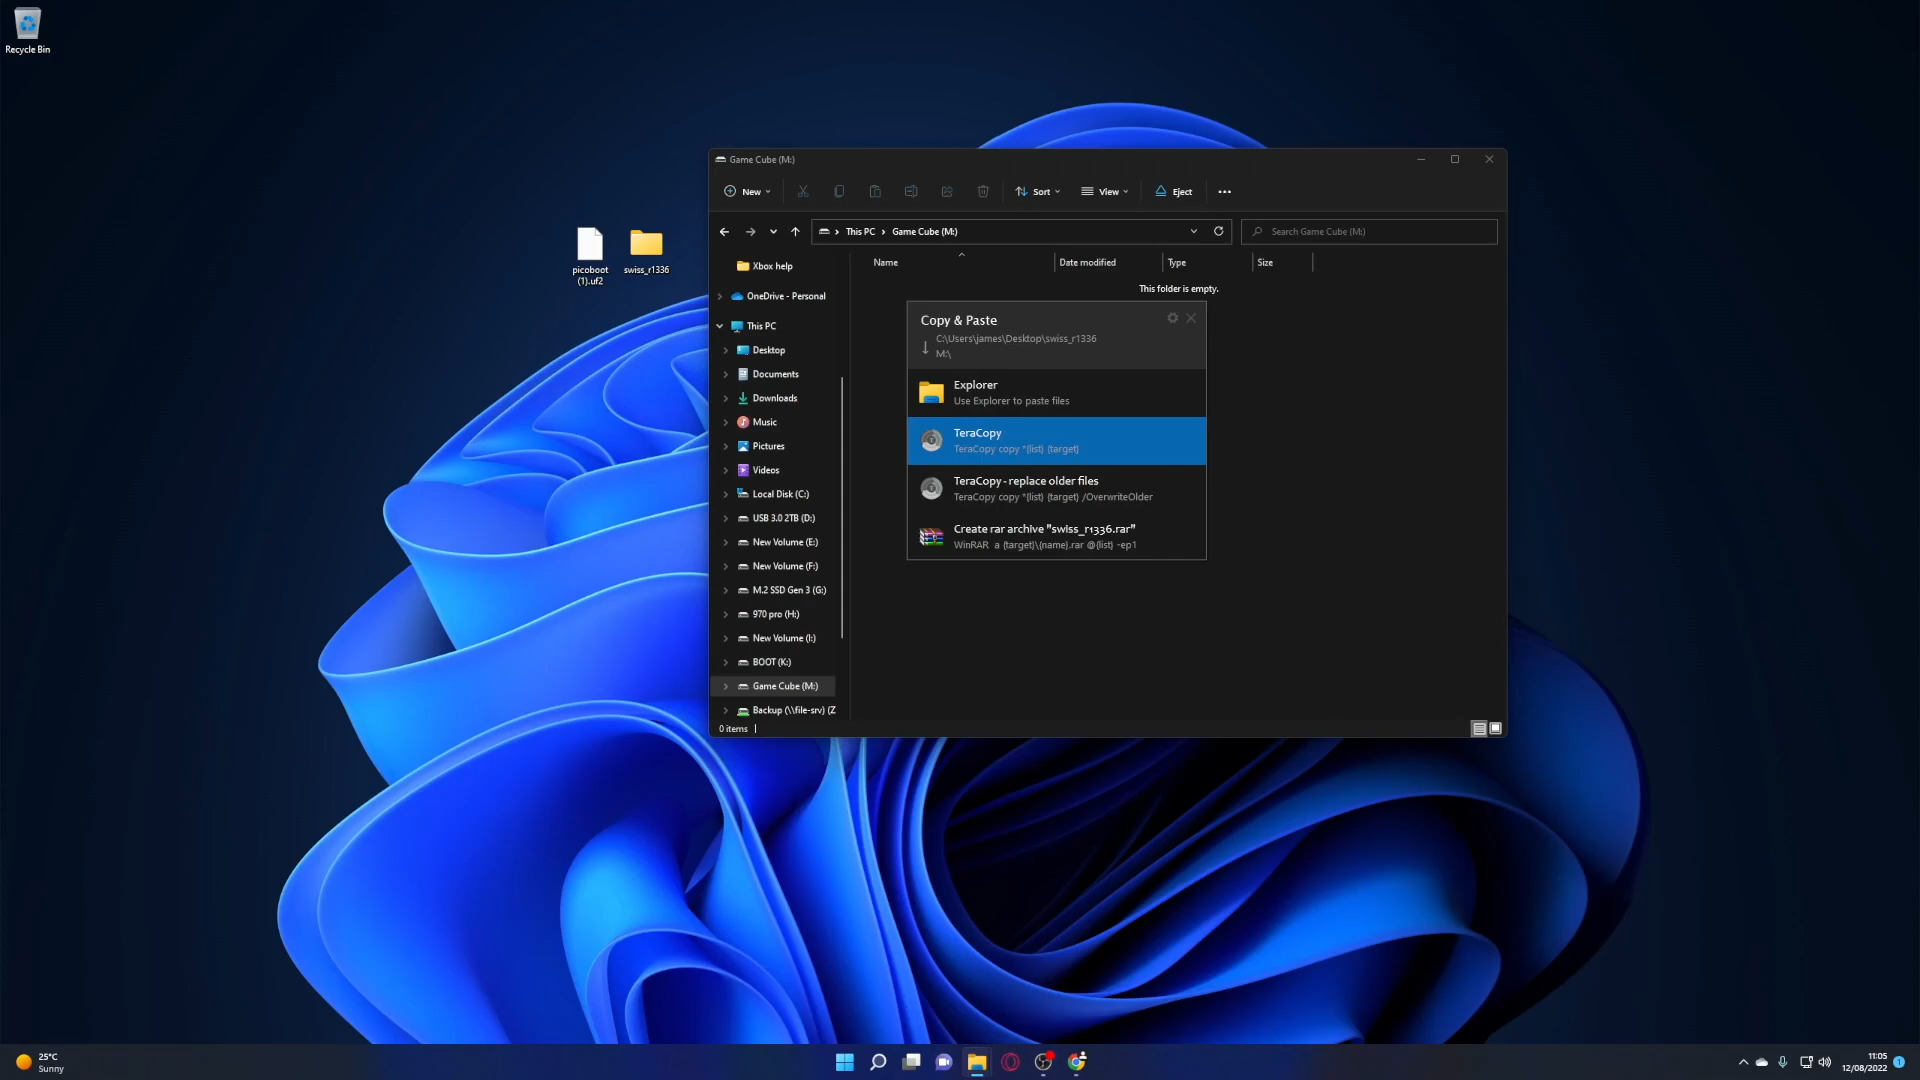 Recycle Bin
picoboot
(1).uf2
swiss_r1336
Game Cube (M:)
New
Sort
View
Eject
This PC
Game Cube (M:)
Search Game Cube (M:)
Xbox help
OneDrive - Personal
This PC
Desktop
Documents
Downloads
Music
Pictures
Videos
Local Disk (C:)
USB 3.0 2TB (D:)
New Volume (E:)
New Volume (F:)
M.2 SSD Gen 3 (G:)
970 pro (H:)
New Volume (I:)
BOOT (K:)
Game Cube (M:)
Backup (\\file-srv) (Z
Name
Date modified
Type
Size
This folder is empty.
Copy & Paste
C:\Users\james\Desktop\swiss_r1336
M:\
Explorer
Use Explorer to paste files
TeraCopy
TeraCopy copy *{list} {target}
TeraCopy - replace older files
TeraCopy copy *{list} {target} /OverwriteOlder
Create rar archive "swiss_r1336.rar"
WinRAR a {target}\{name}.rar @{list} -ep1
0 items
25°C
Sunny
11:05
12/08/2022
1